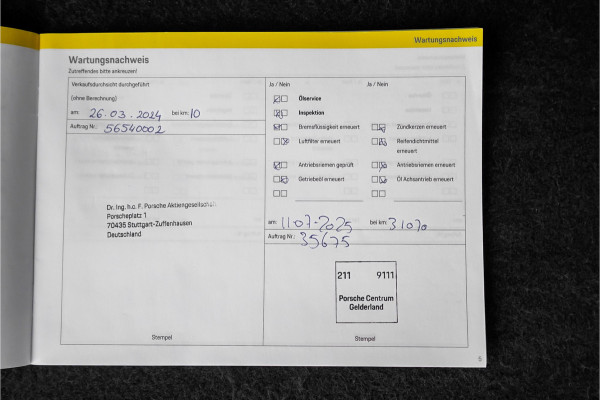 Wartungsnachweis
Wartungsnachweis
Zutreffendes bitte ankreuzen!
Verkaufsdurchsicht durchgeführt
(ohne Berechnung)
am: 26.03.2024 bei km: 10
Auftrag Nr.: 56540002
Dr. Ing. h.c. F. Porsche Aktiengesellschaft
Porscheplatz 1
70435 Stuttgart-Zuffenhausen
Deutschland
Stempel
Ja / Nein Ja / Nein
Ölservice
Inspektion
Bremsflüssigkeit erneuert Zündkerzen erneuert
Luftfilter erneuert Reifendichtmittel
erneuert
Antriebsriemen geprüft Antriebsriemen erneuert
Getriebeöl erneuert Öl Achsantrieb erneuert
am: 11-07-2025 bei km: 31070
Auftrag Nr.: 35675
211 9111
Porsche Centrum
Gelderland
Stempel
5